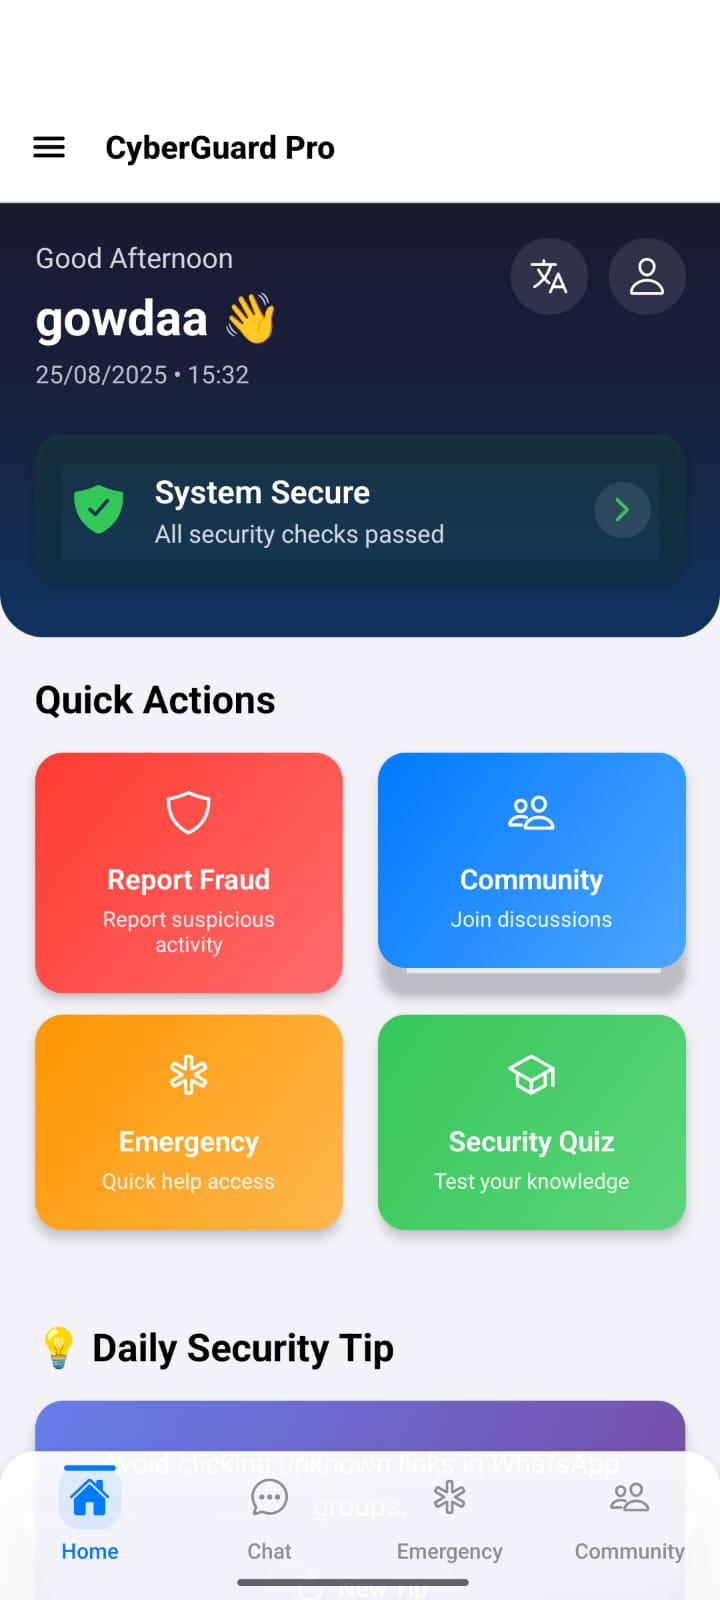 CyberGuard Pro
Good Afternoon
gowdaa 👋
25/08/2025 • 15:32
System Secure
All security checks passed
Quick Actions
Report Fraud
Report suspicious
activity
Community
Join discussions
Emergency
Quick help access
Security Quiz
Test your knowledge
💡 Daily Security Tip
Avoid clicking unknown links in WhatsApp
groups.
New Tip
Home
Chat
Emergency
Community